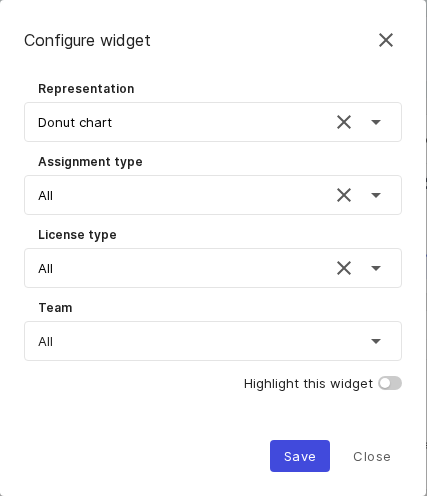 Configure widget
Representation
Donut chart
Assignment type
All
License type
All
Team
All
Highlight this widget
Save
Close